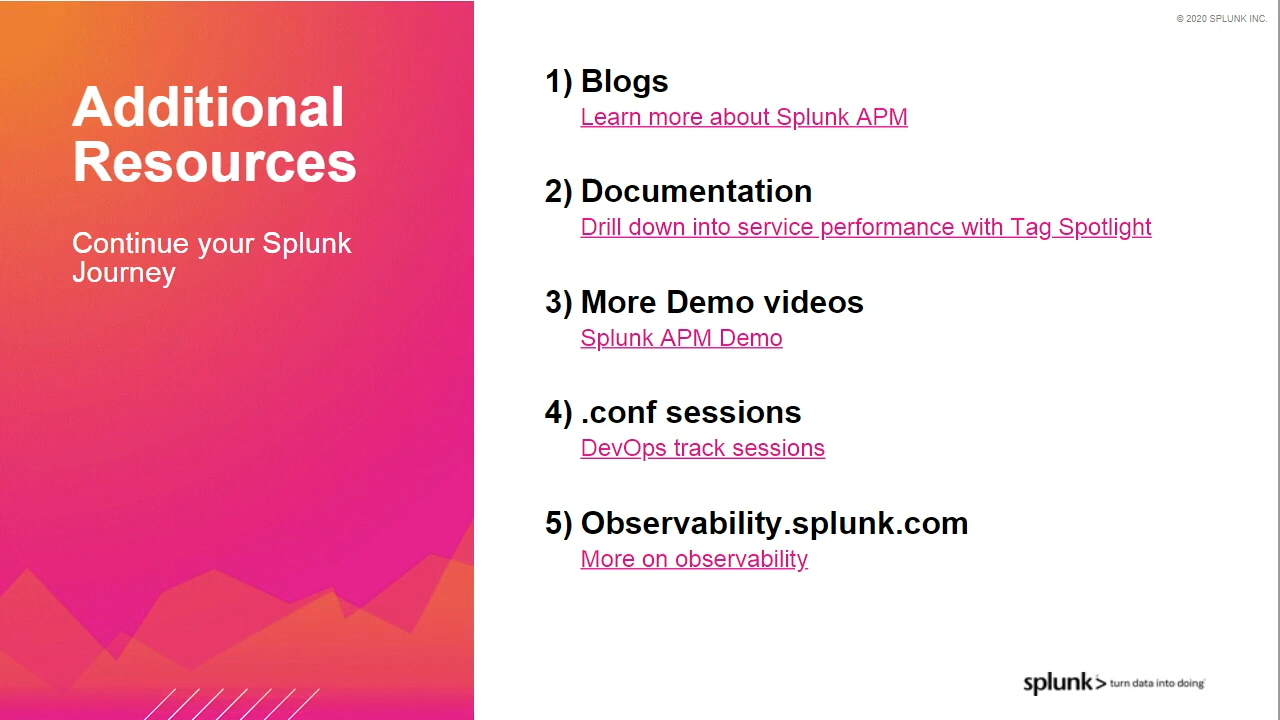 © 2020 SPLUNK INC.
Additional
Resources
Continue your Splunk
Journey
1) Blogs
Learn more about Splunk APM
2) Documentation
Drill down into service performance with Tag Spotlight
3) More Demo videos
Splunk APM Demo
4) .conf sessions
DevOps track sessions
5) Observability.splunk.com
More on observability
splunk> turn data into doing